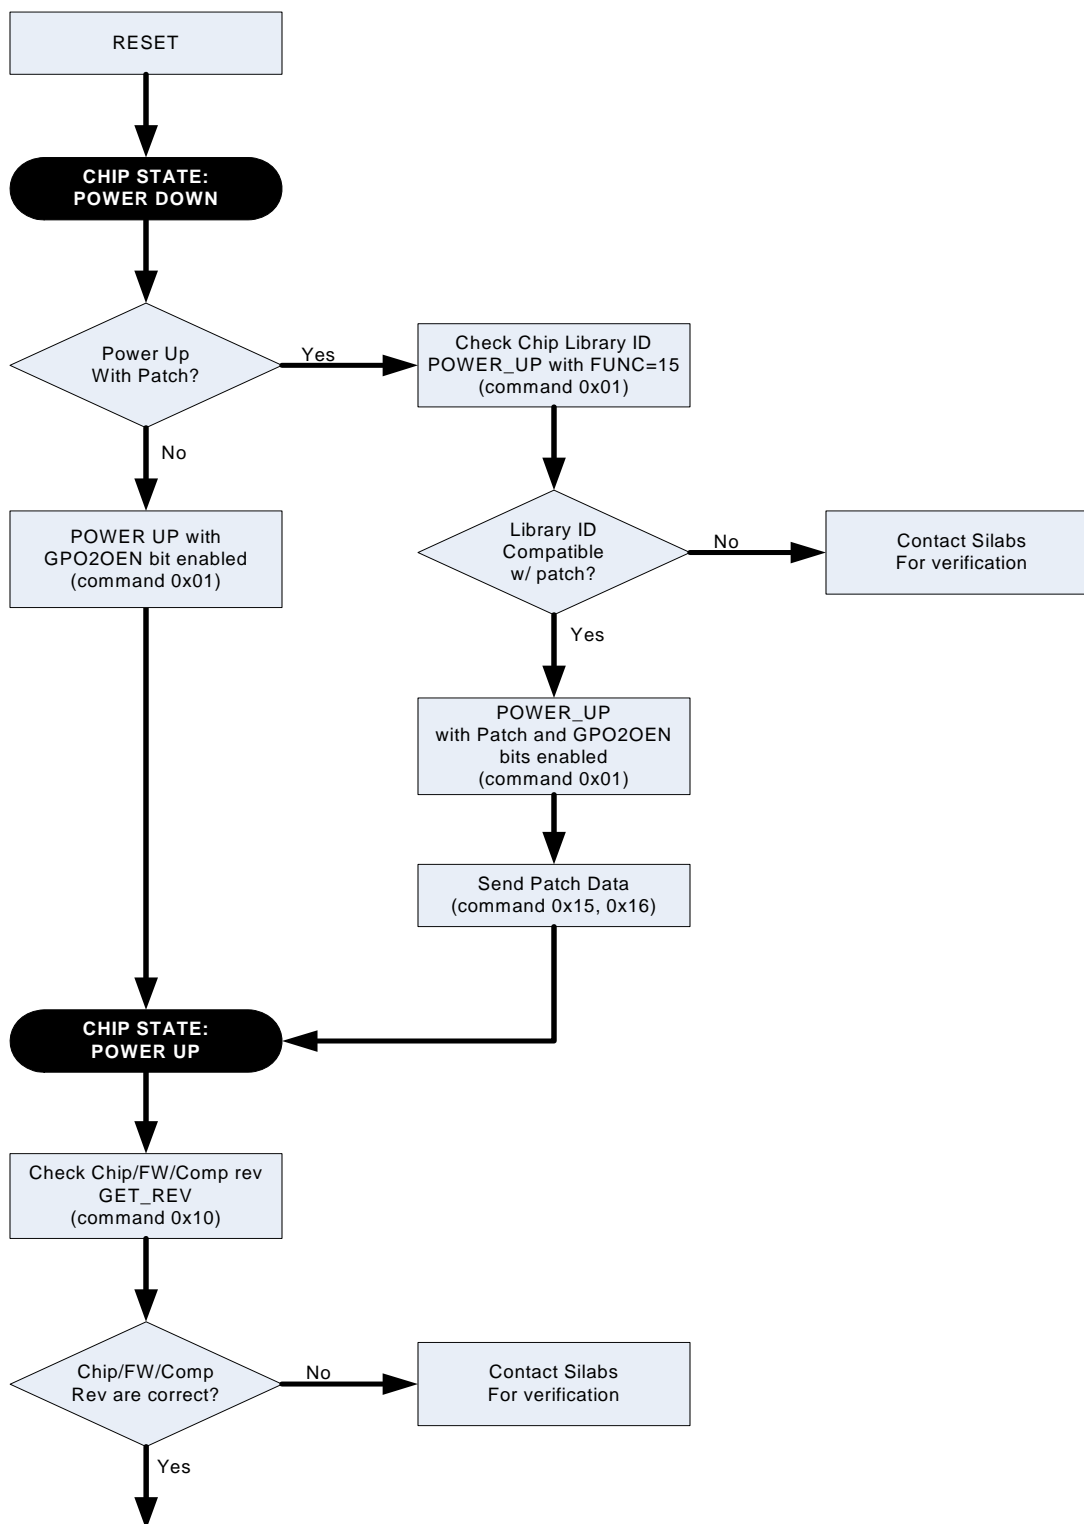 RESET
CHIP STATE:
POWER DOWN
Power Up
With Patch?
Yes
Check Chip Library ID
POWER_UP with FUNC=15
(command 0x01)
No
POWER UP with
GPO2OEN bit enabled
(command 0x01)
Library ID
Compatible
w/ patch?
No
Contact Silabs
For verification
Yes
POWER_UP
with Patch and GPO2OEN
bits enabled
(command 0x01)
Send Patch Data
(command 0x15, 0x16)
CHIP STATE:
POWER UP
Check Chip/FW/Comp rev
GET_REV
(command 0x10)
Chip/FW/Comp
Rev are correct?
No
Contact Silabs
For verification
Yes